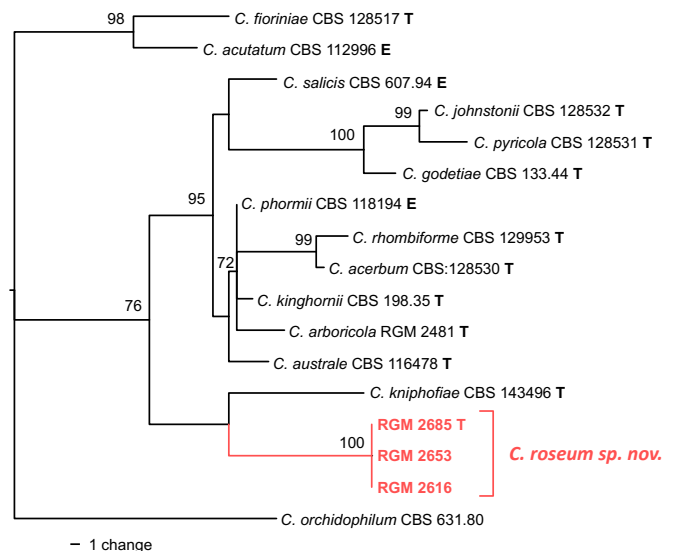 98
C. fioriniae CBS 128517 T
C. acutatum CBS 112996 E
C. salicis CBS 607.94 E
99
C. johnstonii CBS 128532 T
100
C. pyricola CBS 128531 T
C. godetiae CBS 133.44 T
95
C. phormii CBS 118194 E
99
C. rhombiforme CBS 129953 T
72
C. acerbum CBS:128530 T
76
C. kinghornii CBS 198.35 T
C. arboricola RGM 2481 T
C. australe CBS 116478 T
C. kniphofiae CBS 143496 T
RGM 2685 T
100
RGM 2653
C. roseum sp. nov.
RGM 2616
C. orchidophilum CBS 631.80
1 change